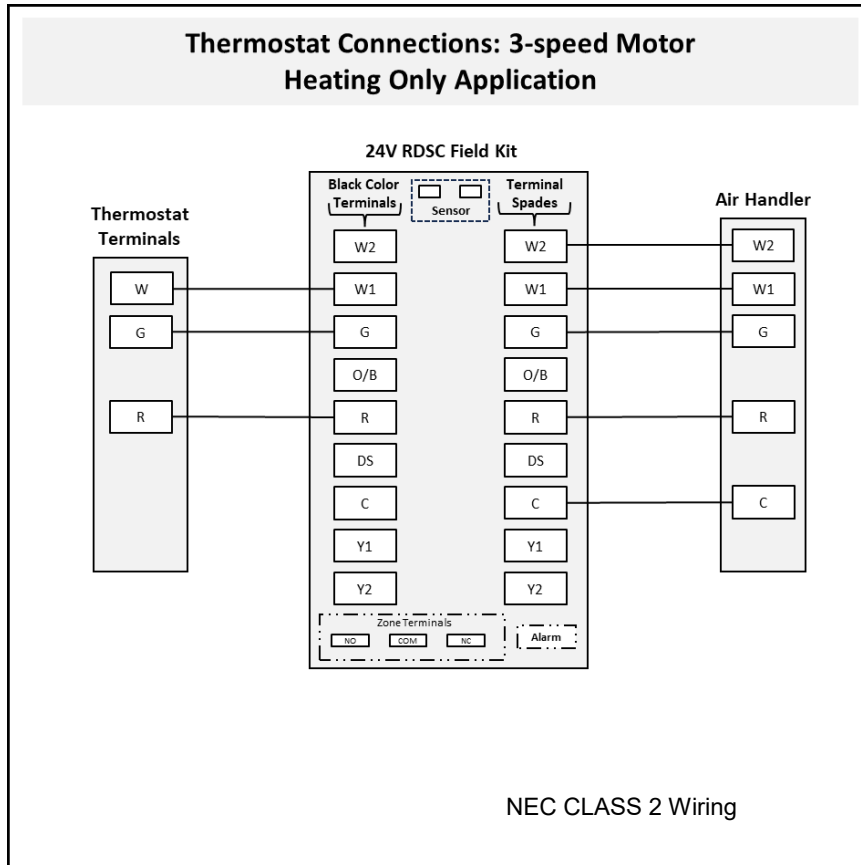 Thermostat Connections: 3-speed Motor
Heating Only Application
24V RDSC Field Kit
Black Color
Terminals
Sensor
Terminal
Spades
Thermostat
Terminals
Air Handler
W2
W2
W2
W
W1
W1
W1
G
G
G
G
O/B
O/B
R
R
R
R
DS
DS
C
C
C
Y1
Y1
Y2
Y2
Zone Terminals
NO
COM
NC
Alarm
NEC CLASS 2 Wiring